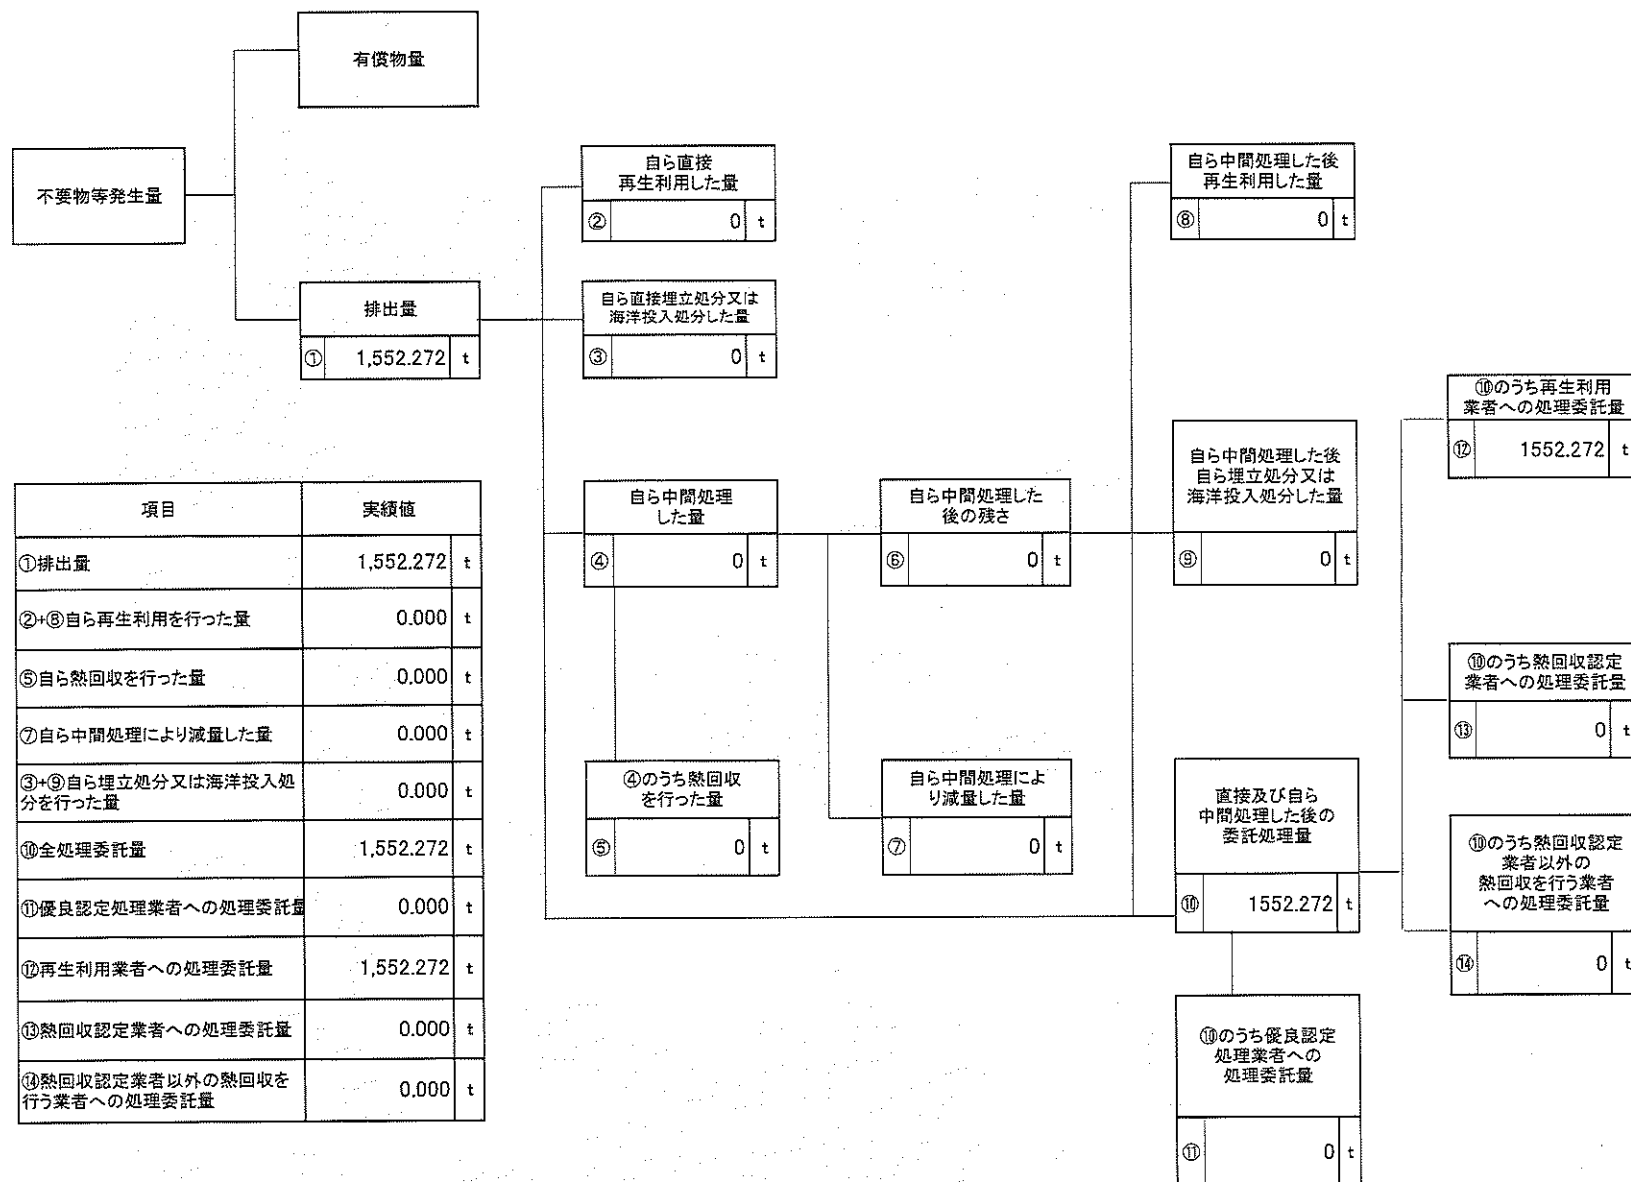 有償物量
不要物等発生量
排出量
① 1,552.272 t
自ら直接
再生利用した量
② 0 t
自ら直接埋立処分又は
海洋投入処分した量
③ 0 t
自ら中間処理
した量
④ 0 t
④のうち熱回収
を行った量
⑤ 0 t
自ら中間処理した
後の残さ
⑥ 0 t
自ら中間処理によ
り減量した量
⑦ 0 t
自ら中間処理した後
再生利用した量
⑧ 0 t
自ら中間処理した後
自ら埋立処分又は
海洋投入処分した量
⑨ 0 t
直接及び自ら
中間処理した後の
委託処理量
⑩ 1552.272 t
⑩のうち優良認定
処理業者への
処理委託量
⑪ 0 t
⑩のうち再生利用
業者への処理委託量
⑫ 1552.272 t
⑩のうち熱回収認定
業者への処理委託量
⑬ 0 t
⑩のうち熱回収認定
業者以外の
熱回収を行う業者
への処理委託量
⑭ 0 t
項目 実績値
①排出量 1,552.272 t
②+⑧自ら再生利用を行った量 0.000 t
⑤自ら熱回収を行った量 0.000 t
⑦自ら中間処理により減量した量 0.000 t
③+⑨自ら埋立処分又は海洋投入処
分を行った量 0.000 t
⑩全処理委託量 1,552.272 t
⑪優良認定処理業者への処理委託量 0.000 t
⑫再生利用業者への処理委託量 1,552.272 t
⑬熱回収認定業者への処理委託量 0.000 t
⑭熱回収認定業者以外の熱回収を
行う業者への処理委託量 0.000 t